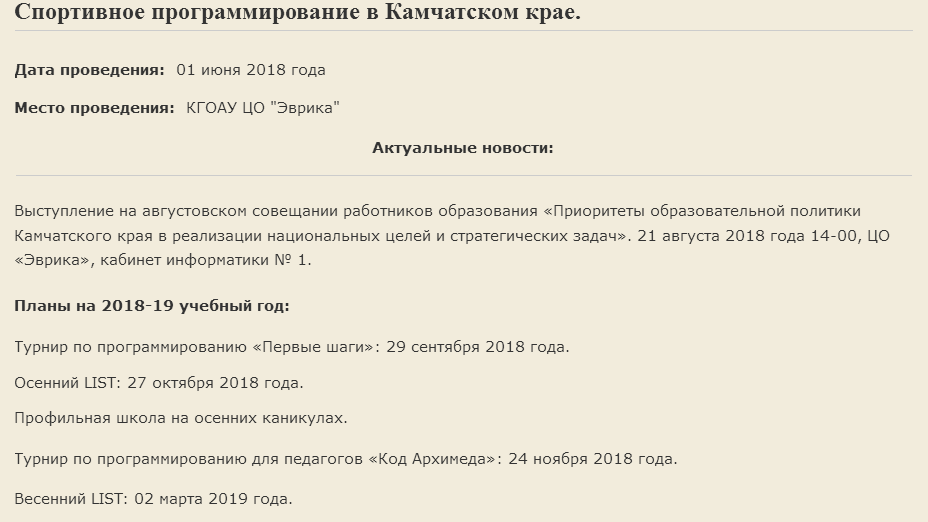 Спортивное программирование в Камчатском крае.
Дата проведения: 01 июня 2018 года
Место проведения: КГОАУ ЦО "Эврика"
Актуальные новости:
Выступление на августовском совещании работников образования «Приоритеты образовательной политики
Камчатского края в реализации национальных целей и стратегических задач». 21 августа 2018 года 14-00, ЦО
«Эврика», кабинет информатики № 1.
Планы на 2018-19 учебный год:
Турнир по программированию «Первые шаги»: 29 сентября 2018 года.
Осенний LIST: 27 октября 2018 года.
Профильная школа на осенних каникулах.
Турнир по программированию для педагогов «Код Архимеда»: 24 ноября 2018 года.
Весенний LIST: 02 марта 2019 года.